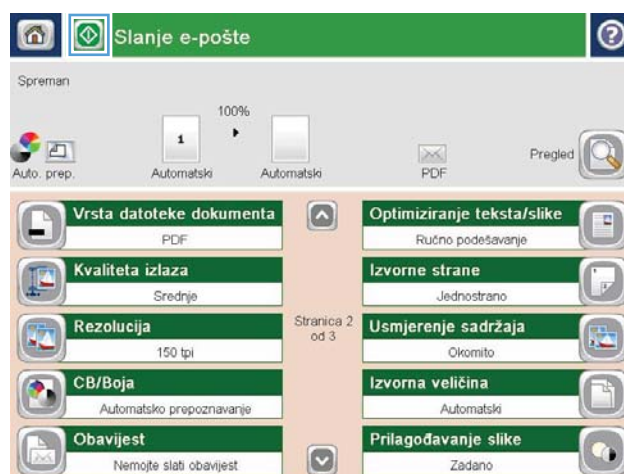 Slanje e-pošte
?
Spreman
100%
1
Auto. prep.
Automatski
Automatski
PDF
Pregled
Vrsta datoteke dokumenta
PDF
Kvaliteta izlaza
Srednje
Rezolucija
150 tpi
CB/Boja
Automatsko prepoznavanje
Obavijest
Nemojte slati obavijest
Stranica 2
od 3
Optimiziranje teksta/slike
Ručno podešavanje
Izvorne strane
Jednostrano
Usmjerenje sadržaja
Okomito
Izvorna veličina
Automatski
Prilagođavanje slike
Zadano